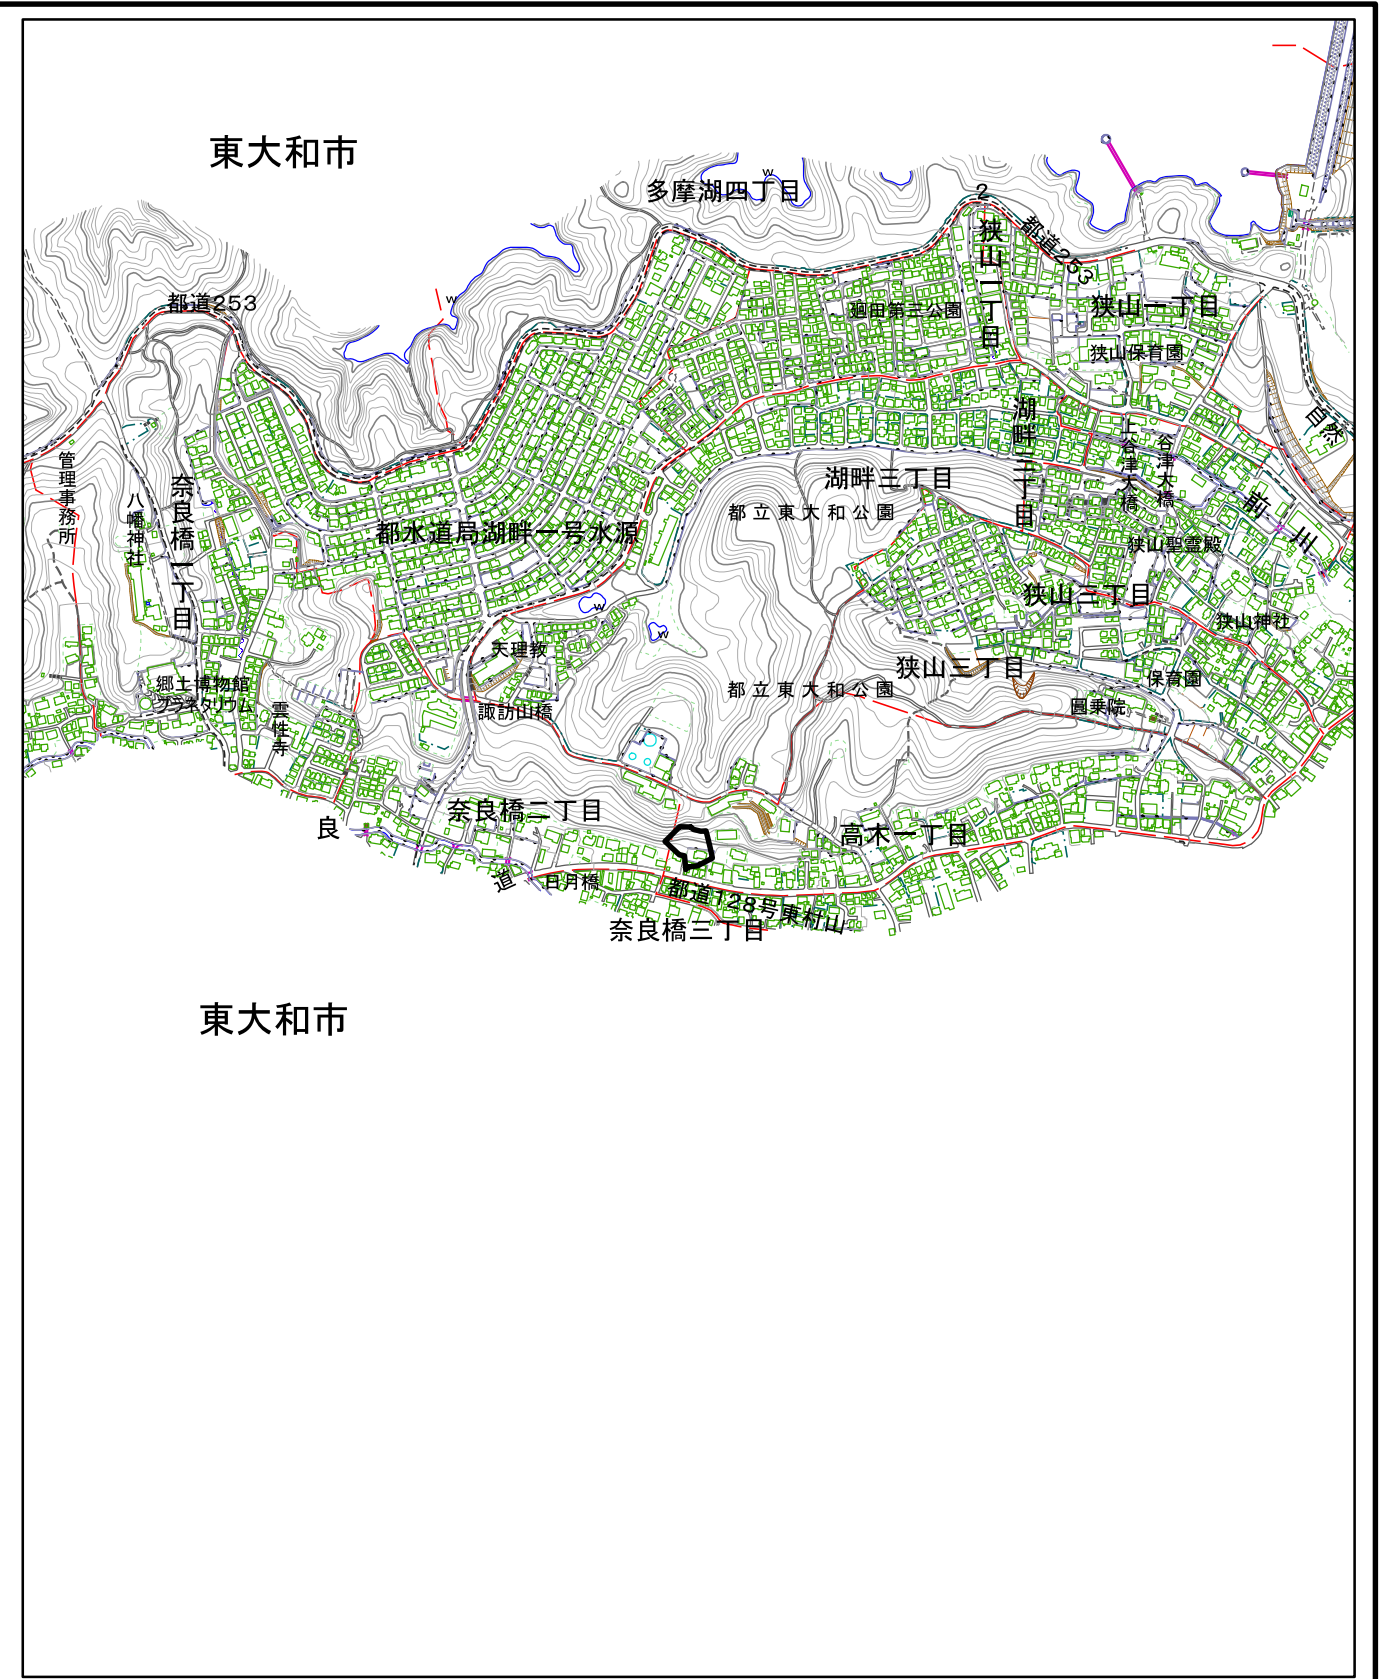 東大和市
多摩湖四丁目
2
狭山一丁目
都道253
都道253
狭山一丁目
廻田第三公園
狭山保育園
湖畔三丁目
自然
上谷津大橋
谷津大橋
管理事務所
八幡神社
奈良橋一丁目
湖畔三丁目
都立東大和公園
前川
都水道局湖畔一号水源
狭山聖霊殿
狭山三丁目
狭山神社
天理教
狭山三丁目
保育園
郷土博物館
プラネタリウム
都立東大和公園
雲性寺
諏訪山橋
圓乗院
奈良橋二丁目
良
高木一丁目
道
日月橋
都道128号東村山
奈良橋三丁目
東大和市
W
W
W
W